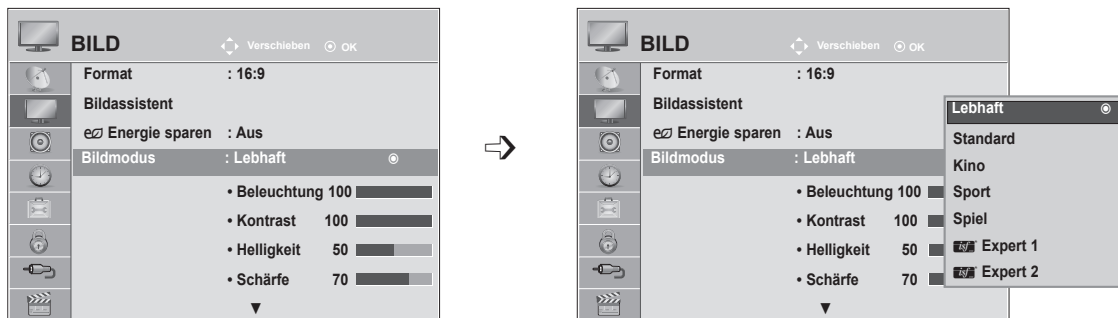 BILD
Verschieben OK
Format : 16:9
Bildassistent
Energie sparen : Aus
Bildmodus : Lebhaft
• Beleuchtung 100
• Kontrast 100
• Helligkeit 50
• Schärfe 70
▼
BILD
Verschieben OK
Format : 16:9
Bildassistent
Energie sparen : Aus
Bildmodus : Lebhaft
• Beleuchtung 100
• Kontrast 100
• Helligkeit 50
• Schärfe 70
▼
Lebhaft
Standard
Kino
Sport
Spiel
isf Expert 1
isf Expert 2